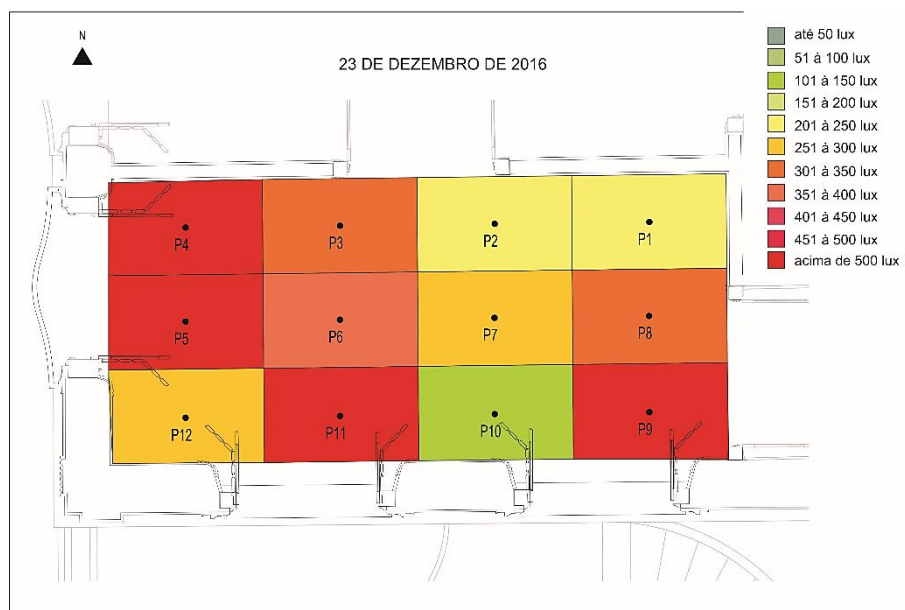 N
23 DE DEZEMBRO DE 2016
até 50 lux
51 à 100 lux
101 à 150 lux
151 à 200 lux
201 à 250 lux
251 à 300 lux
301 à 350 lux
351 à 400 lux
401 à 450 lux
451 à 500 lux
acima de 500 lux
P4 P3 P2 P1
P5 P6 P7 P8
P12 P11 P10 P9